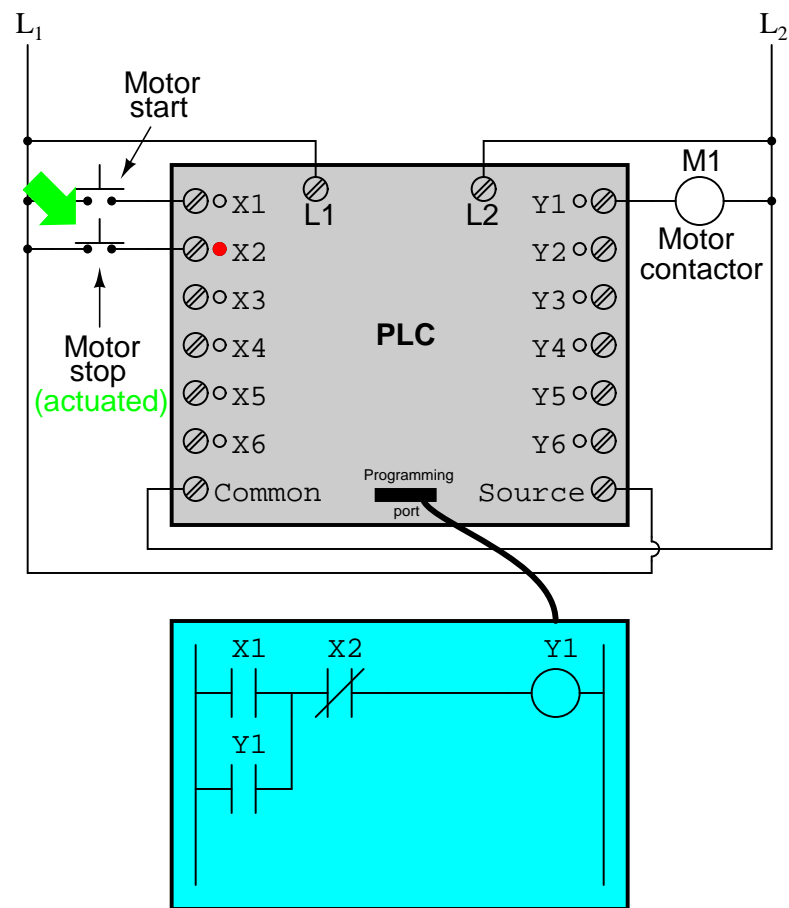 L1 L2
Motor
start
M1
X1 L1 L2 Y1
Motor
contactor
X2 Y2
X3 Y3
Motor
stop
(actuated)
X4 PLC Y4
X5 Y5
X6 Y6
Common Programming
port Source
X1 X2 Y1
Y1